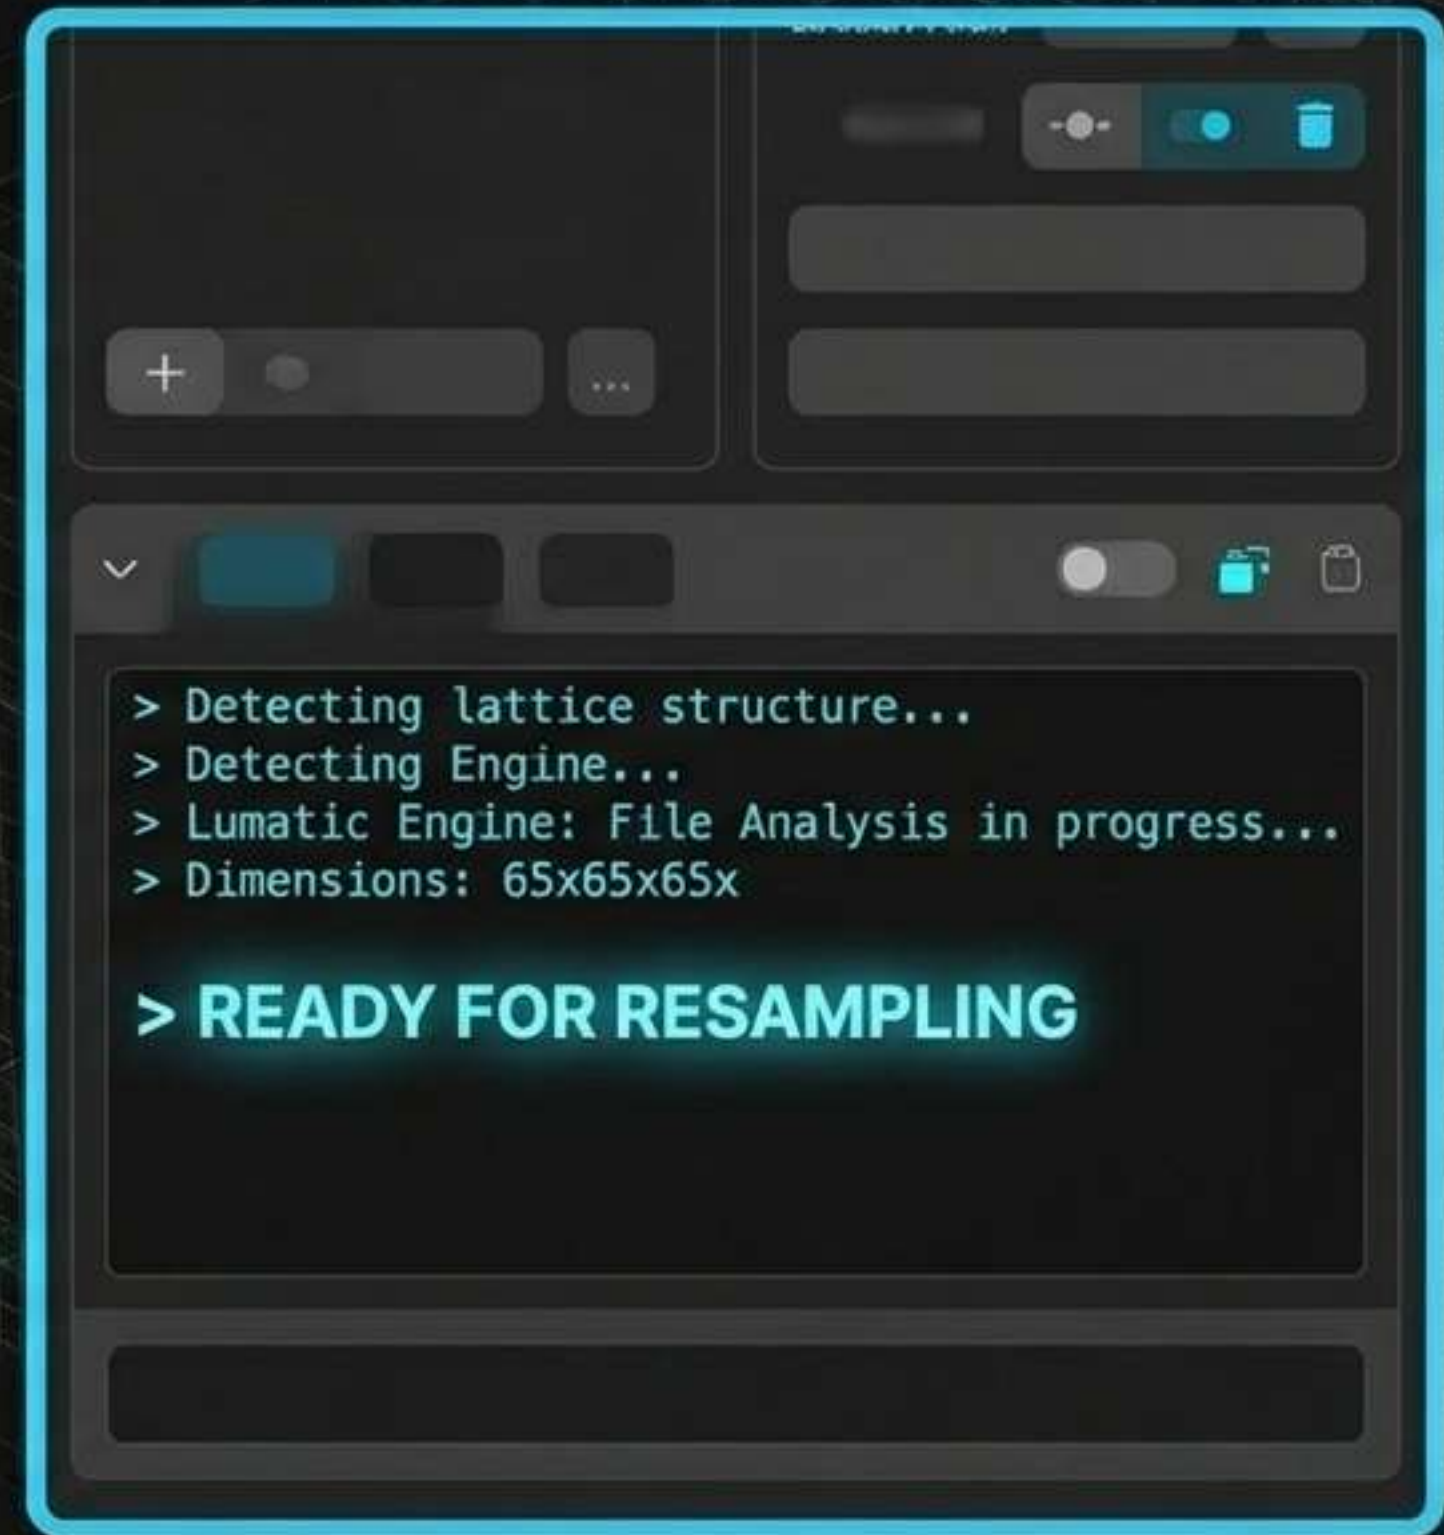 > Detecting lattice structure...
> Detecting Engine...
> Lumatic Engine: File Analysis in progress...
> Dimensions: 65x65x65x
> READY FOR RESAMPLING